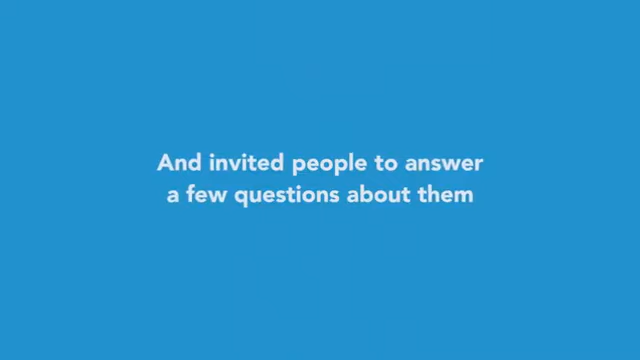 And invited people to answer
a few questions about them